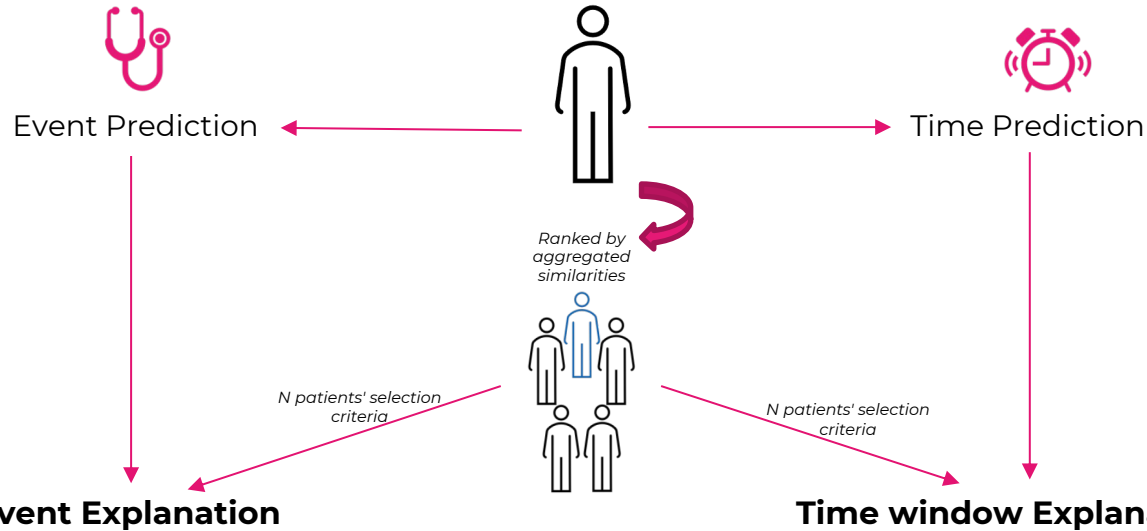 Event Prediction
Time Prediction
Ranked by
aggregated
similarities
N patients' selection
criteria
N patients' selection
criteria
vent Explanation
Time window Explan